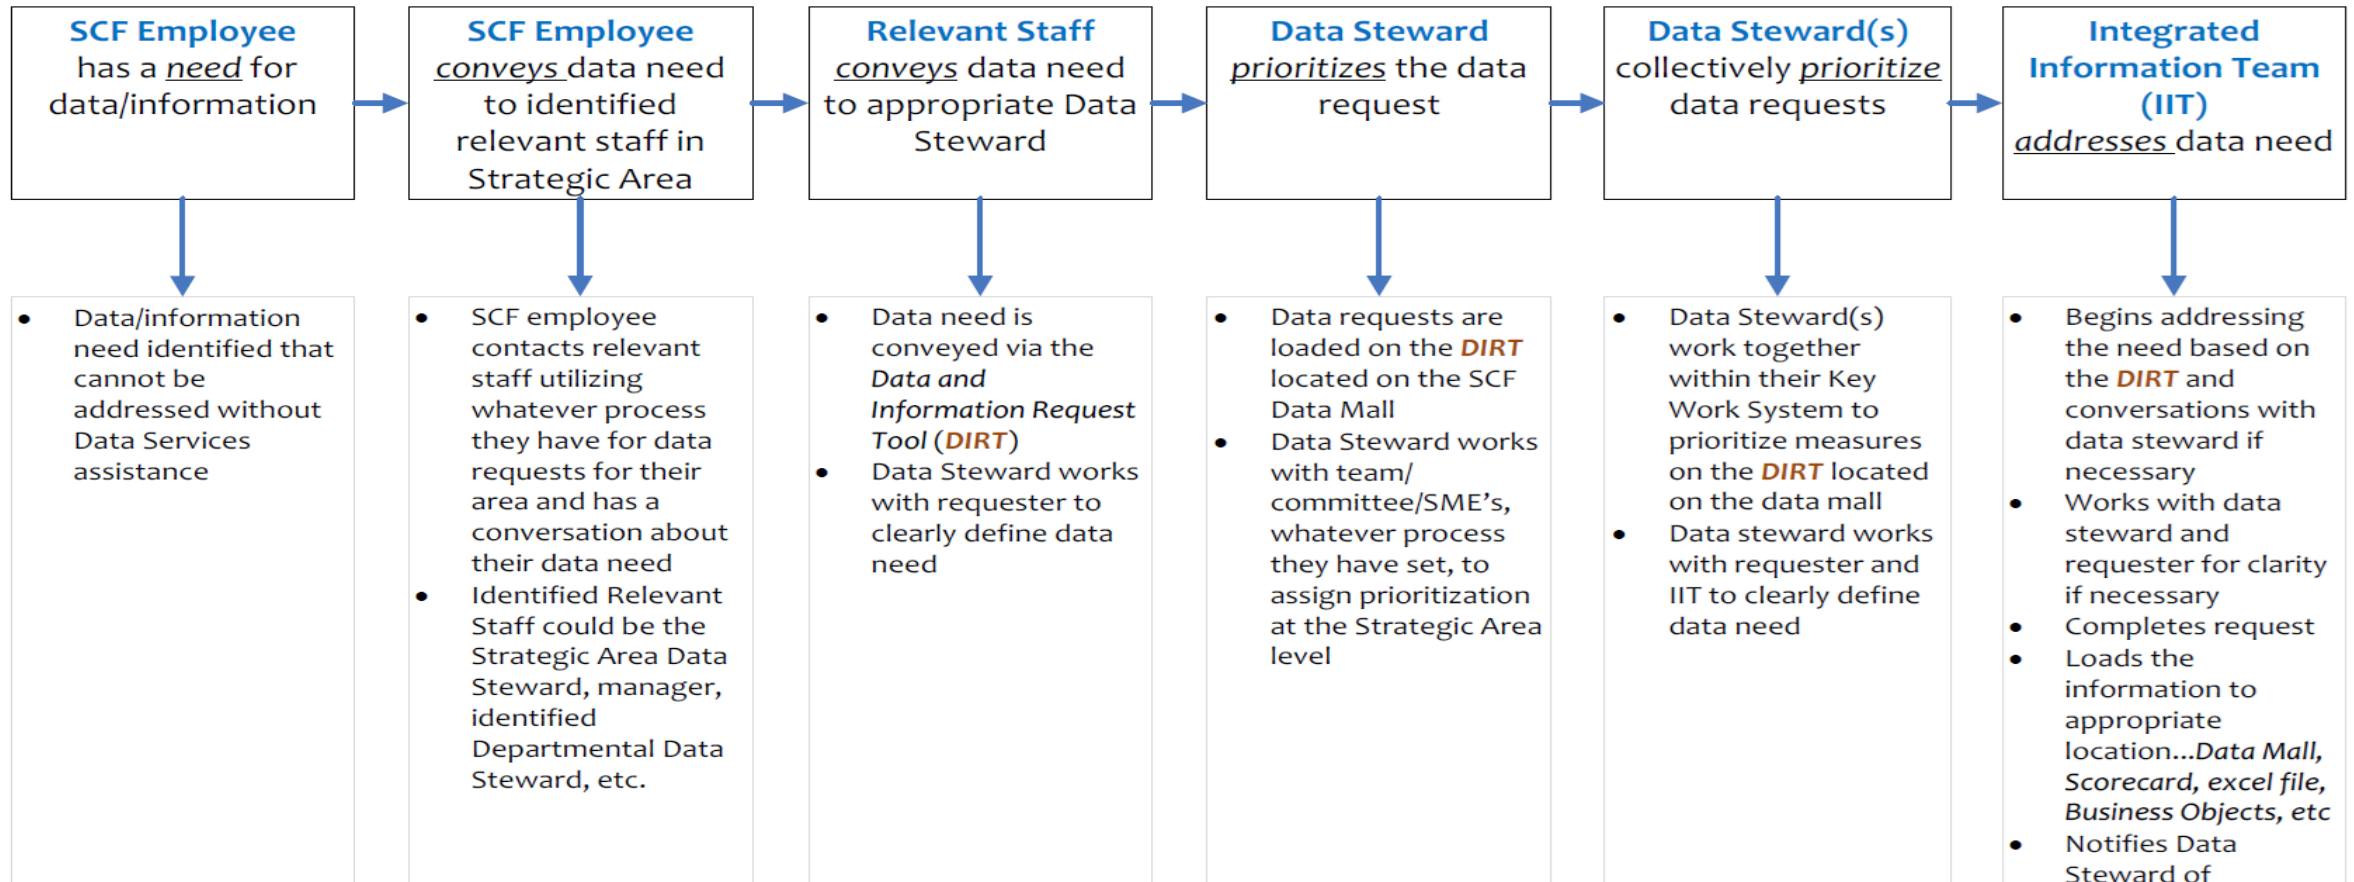 SCF Employee
has a need for
data/information
SCF Employee
conveys data need
to identified
relevant staff in
Strategic Area
Relevant Staff
conveys data need
to appropriate Data
Steward
Data Steward
prioritizes the data
request
Data Steward(s)
collectively prioritize
data requests
Integrated
Information Team
(IIT)
addresses data need
• Data/information
need identified that
cannot be
addressed without
Data Services
assistance
• SCF employee
contacts relevant
staff utilizing
whatever process
they have for data
requests for their
area and has a
conversation about
their data need
• Identified Relevant
Staff could be the
Strategic Area Data
Steward, manager,
identified
Departmental Data
Steward, etc.
• Data need is
conveyed via the
Data and
Information Request
Tool (DIRT)
• Data Steward works
with requester to
clearly define data
need
• Data requests are
loaded on the DIRT
located on the SCF
Data Mall
• Data Steward works
with team/
committee/SME's,
whatever process
they have set, to
assign prioritization
at the Strategic Area
level
• Data Steward(s)
work together
within their Key
Work System to
prioritize measures
on the DIRT located
on the data mall
• Data steward works
with requester and
IIT to clearly define
data need
• Begins addressing
the need based on
the DIRT and
conversations with
data steward if
necessary
• Works with data
steward and
requester for clarity
if necessary
• Completes request
• Loads the
information to
appropriate
location...Data Mall,
Scorecard, excel file,
Business Objects, etc
• Notifies Data
Steward of